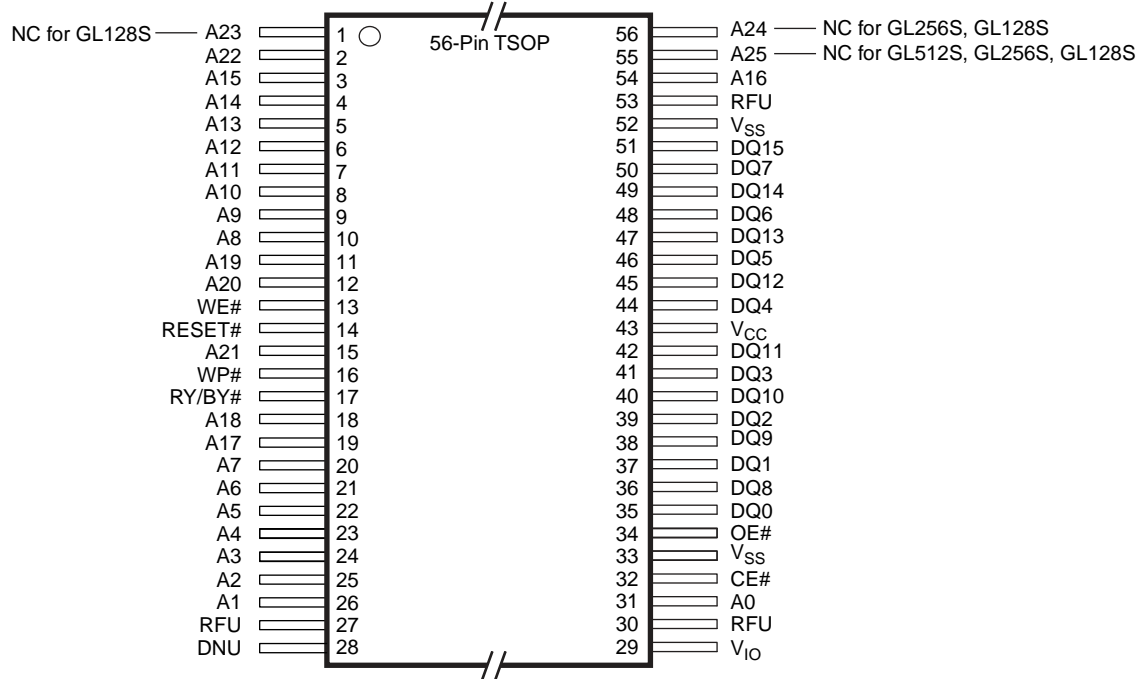 NC for GL128S A23 1 56-Pin TSOP 56 A24 NC for GL256S, GL128S
A22 2 55 A25 NC for GL512S, GL256S, GL128S
A15 3 54 A16
A14 4 53 RFU
A13 5 52 VSS
A12 6 51 DQ15
A11 7 50 DQ7
A10 8 49 DQ14
A9 9 48 DQ6
A8 10 47 DQ13
A19 11 46 DQ5
A20 12 45 DQ12
WE# 13 44 DQ4
RESET# 14 43 VCC
A21 15 42 DQ11
WP# 16 41 DQ3
RY/BY# 17 40 DQ10
A18 18 39 DQ2
A17 19 38 DQ9
A7 20 37 DQ1
A6 21 36 DQ8
A5 22 35 DQ0
A4 23 34 OE#
A3 24 33 VSS
A2 25 32 CE#
A1 26 31 A0
RFU 27 30 RFU
DNU 28 29 VIO